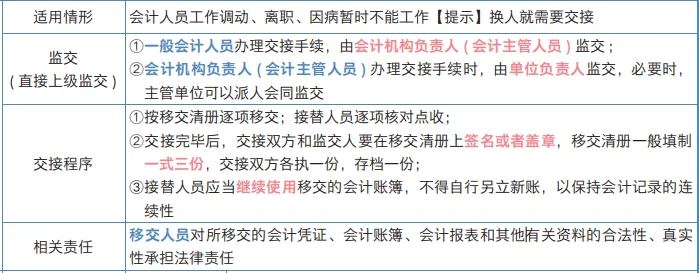 适用情形
会计人员工作调动、离职、因病暂时不能工作【提示】换人就需要交接
监交
(直接上级监交)
①一般会计人员办理交接手续，由会计机构负责人(会计主管人员)监交；
②会计机构负责人(会计主管人员)办理交接手续时，由单位负责人监交，必要时，
主管单位可以派人会同监交
交接程序
①按移交清册逐项移交；接替人员逐项核对点收；
②交接完毕后，交接双方和监交人要在移交清册上签名或者盖章，移交清册一般填制
一式三份，交接双方各执一份，存档一份；
③接替人员应当继续使用移交的会计账簿，不得自行另立新账，以保持会计记录的连
续性
相关责任
移交人员对所移交的会计凭证、会计账簿、会计报表和其他有关资料的合法性、真实
性承担法律责任